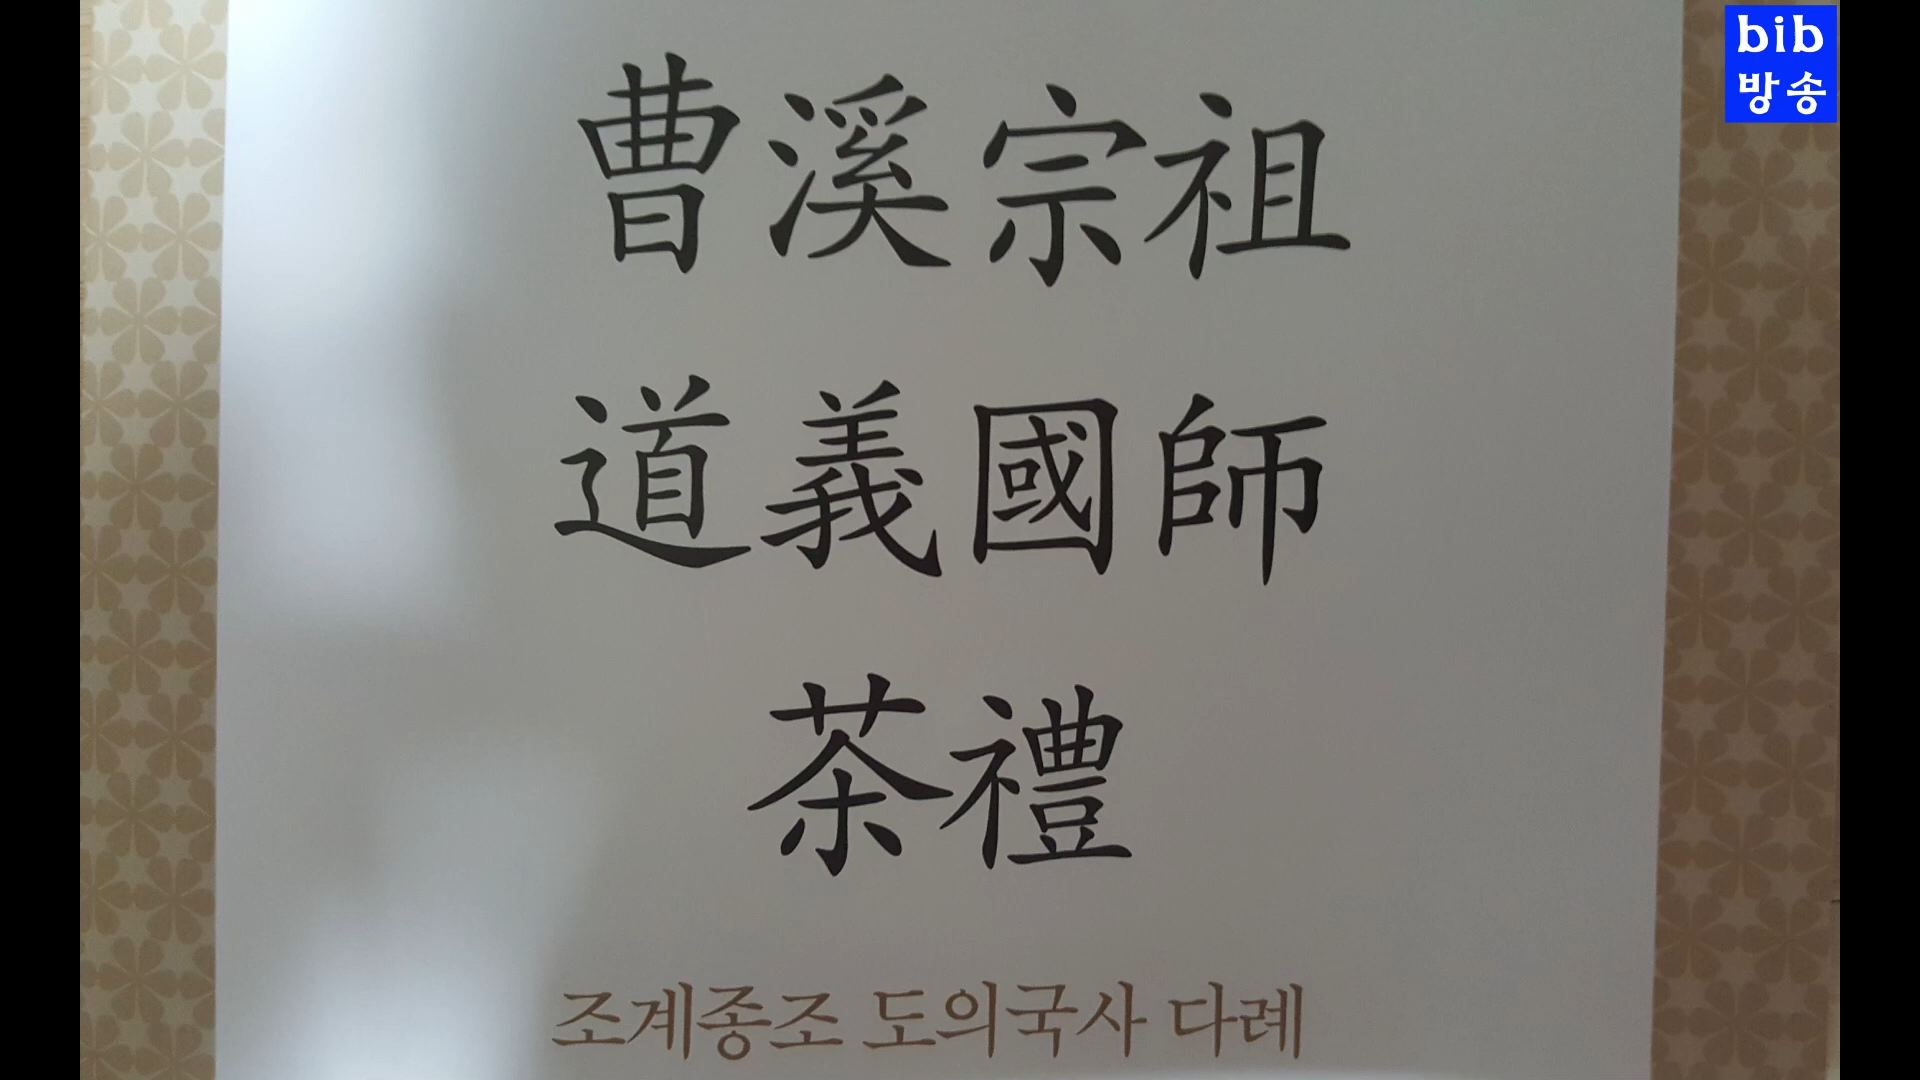 bib
방송
曹溪宗祖
道義國師
茶禮
조계종조 도의국사 다례